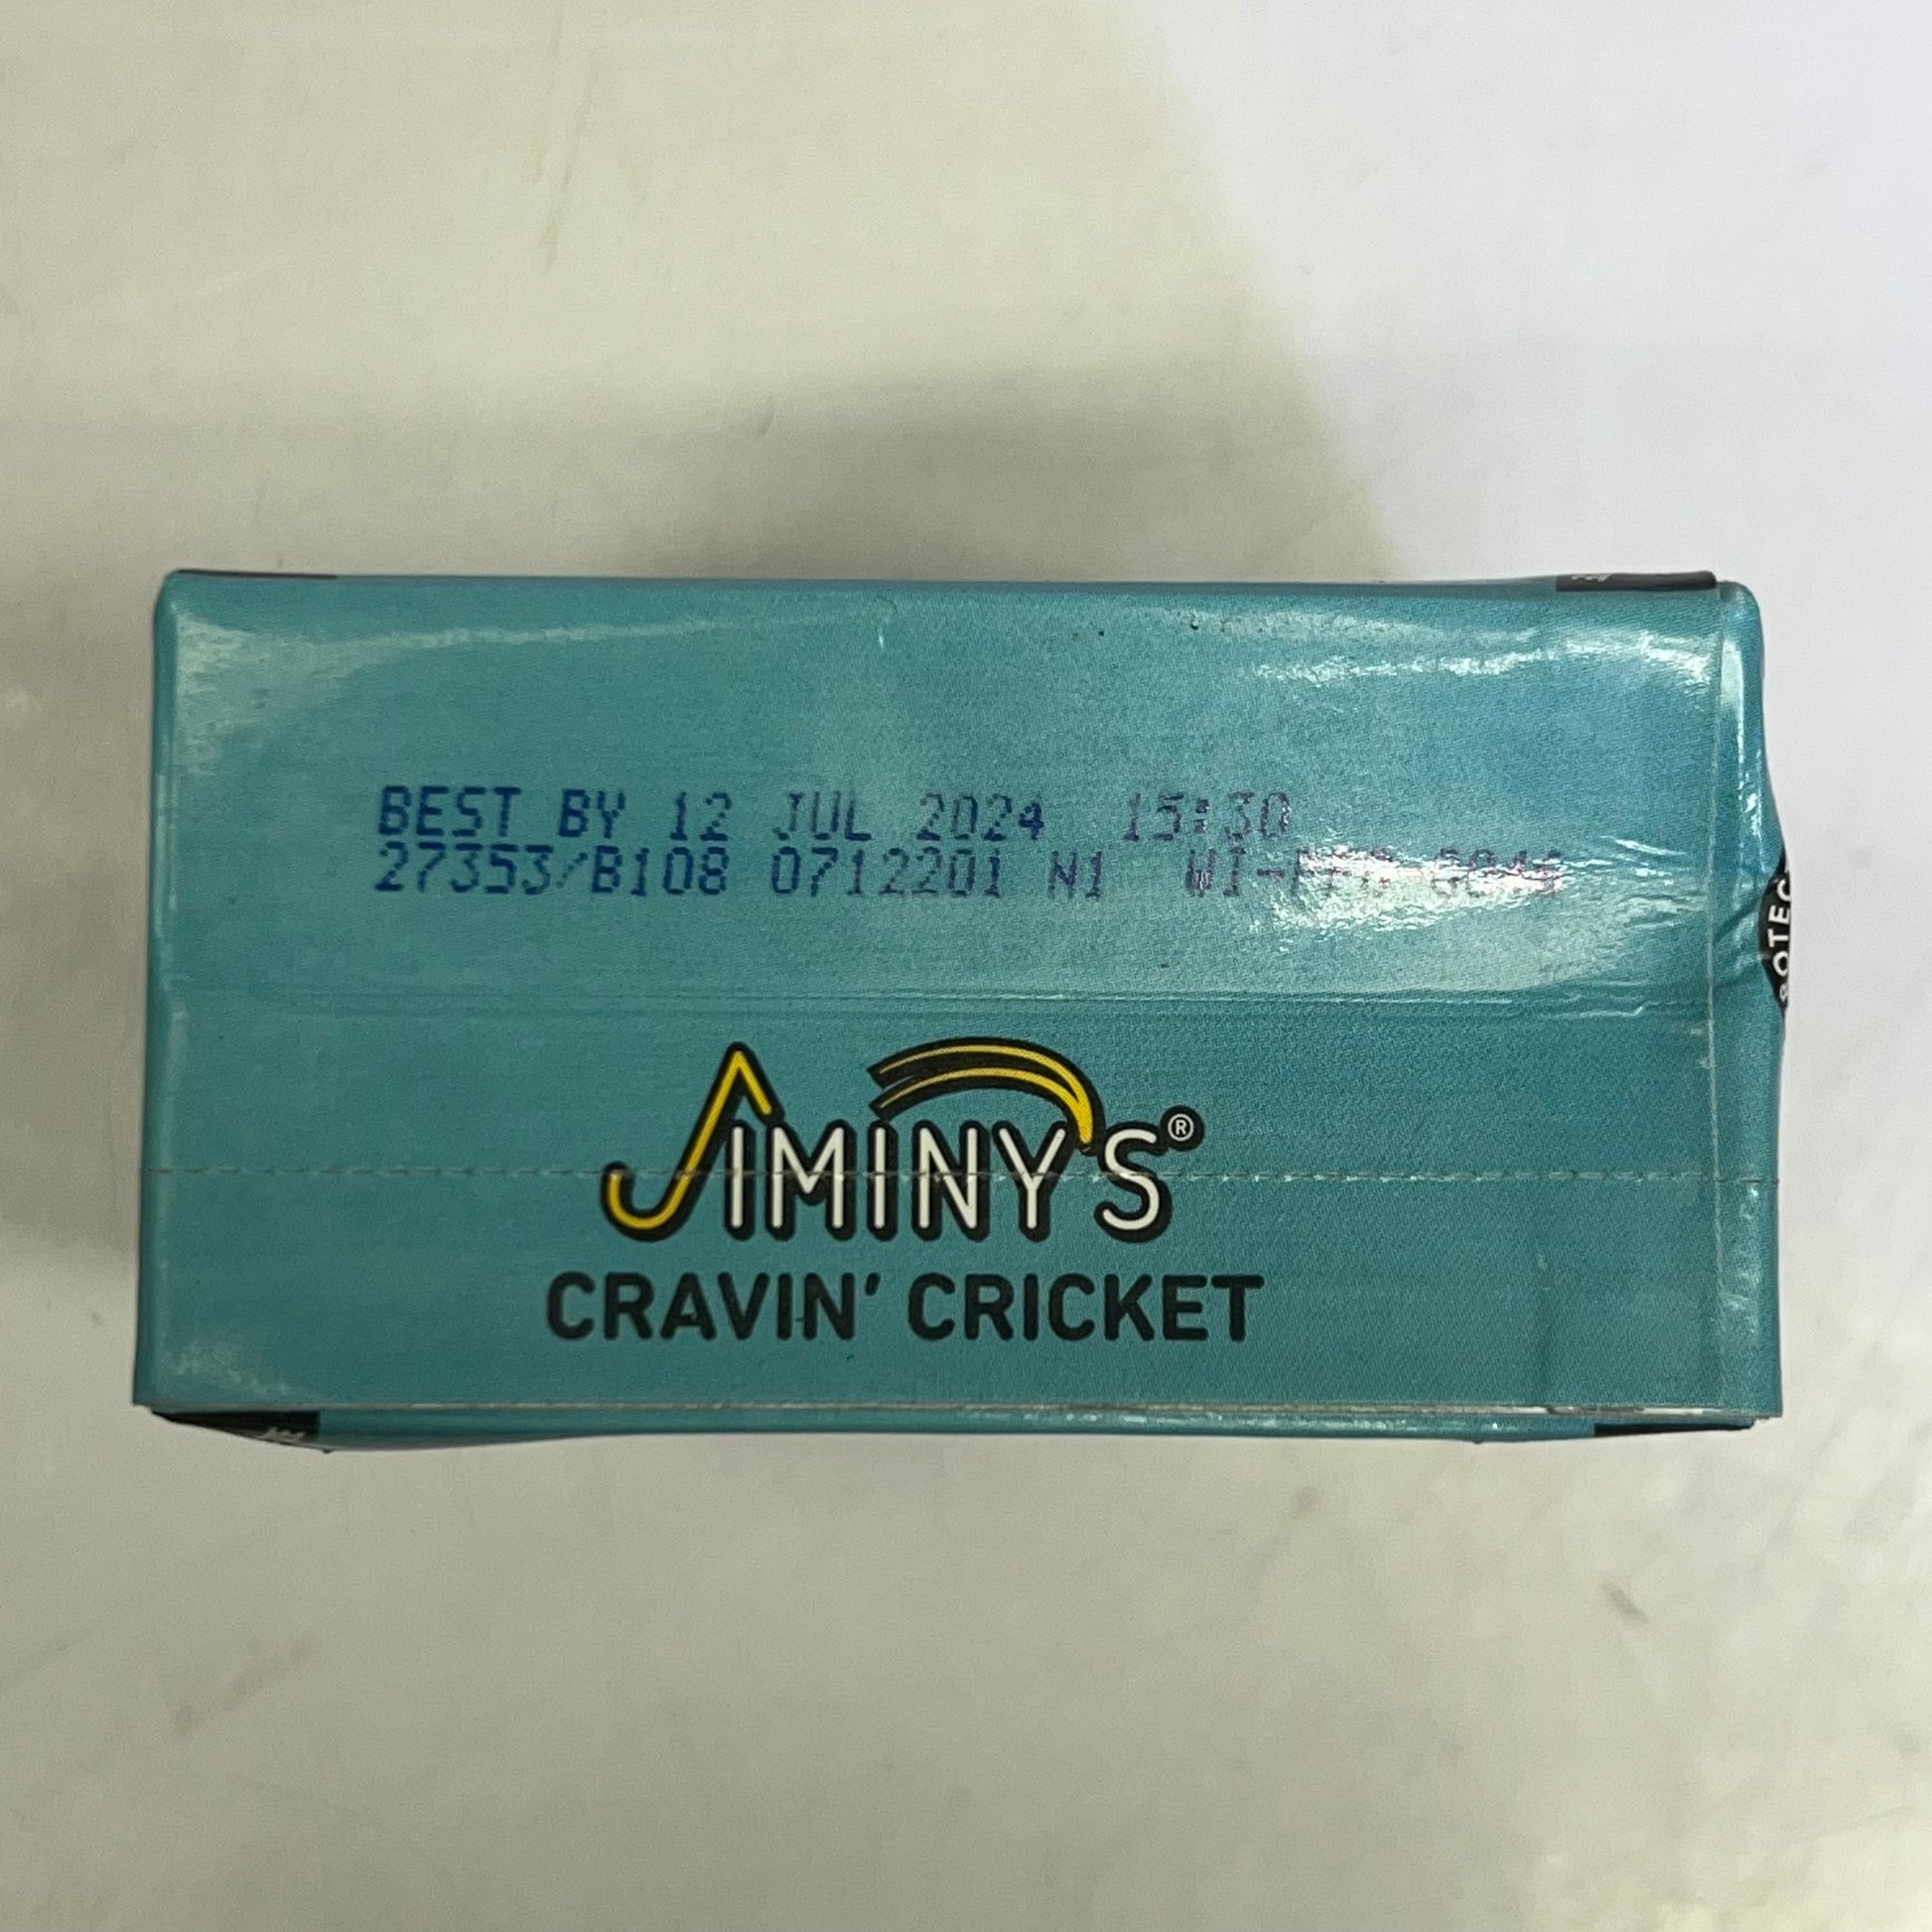 BEST BY 12 JUL 2024 15:30
27353/B108 0712201 N1
JIMINY'S®
CRAVIN' CRICKET